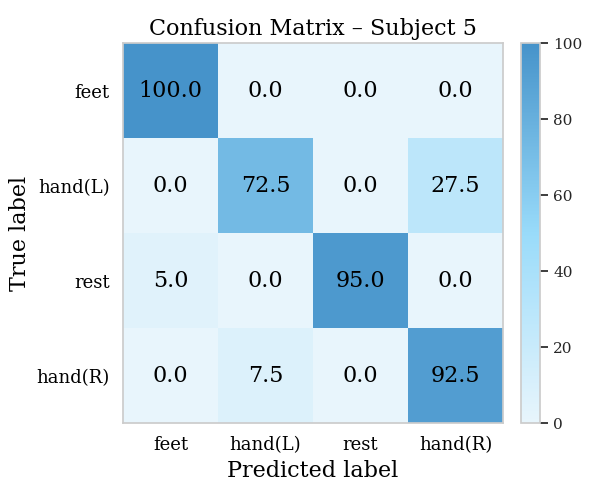 Confusion Matrix – Subject 5
True label
feet
100.0 0.0 0.0 0.0
hand(L)
0.0 72.5 0.0 27.5
rest
5.0 0.0 95.0 0.0
hand(R)
0.0 7.5 0.0 92.5
feet hand(L) rest hand(R)
Predicted label
100
80
60
40
20
0